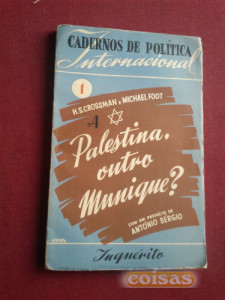 CADERNOS DE POLÍTICA
Internacional
1
H.S. CROSSMAN E MICHAEL FOOT
A
Palestina,
outro
Munique?
COM UM PREFÁCIO DE
ANTÓNIO SÉRGIO
Inquérito
coisas